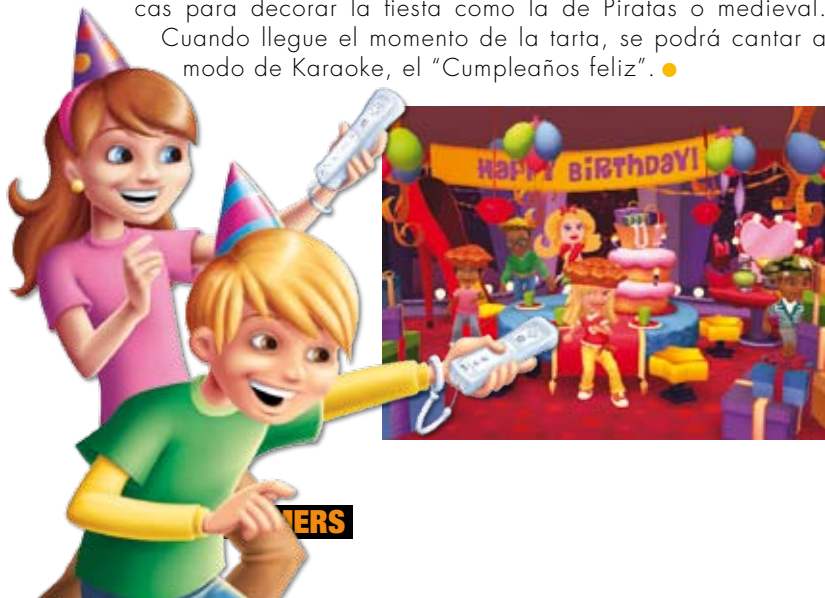 cas para decorar la fiesta como la de Piratas o medieval.
Cuando llegue el momento de la tarta, se podrá cantar a
modo de Karaoke, el "Cumpleaños feliz".
HAPPY BIRTHDAY!